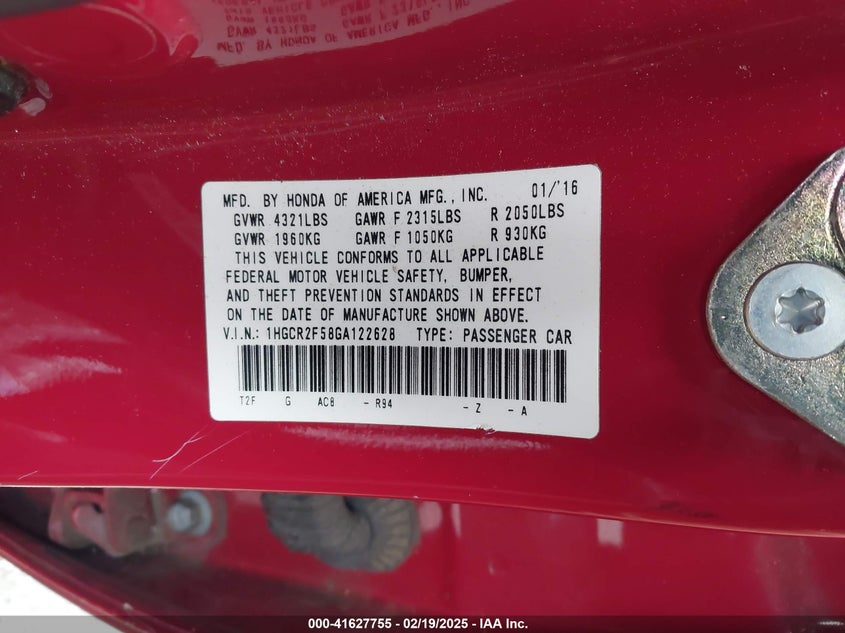 MFD. BY HONDA OF AMERICA MFG., INC. 01/'16
GVWR 4321LBS GAWR F 2315LBS R 2050LBS
GVWR 1960KG GAWR F 1050KG R 930KG
THIS VEHICLE CONFORMS TO ALL APPLICABLE
FEDERAL MOTOR VEHICLE SAFETY, BUMPER,
AND THEFT PREVENTION STANDARDS IN EFFECT
ON THE DATE OF MANUFACTURE SHOWN ABOVE.
V.I.N.: 1HGCR2F58GA122628 TYPE: PASSENGER CAR
T2F G AC8 - R94 - Z - A
000-41627755 - 02/19/2025 - IAA Inc.